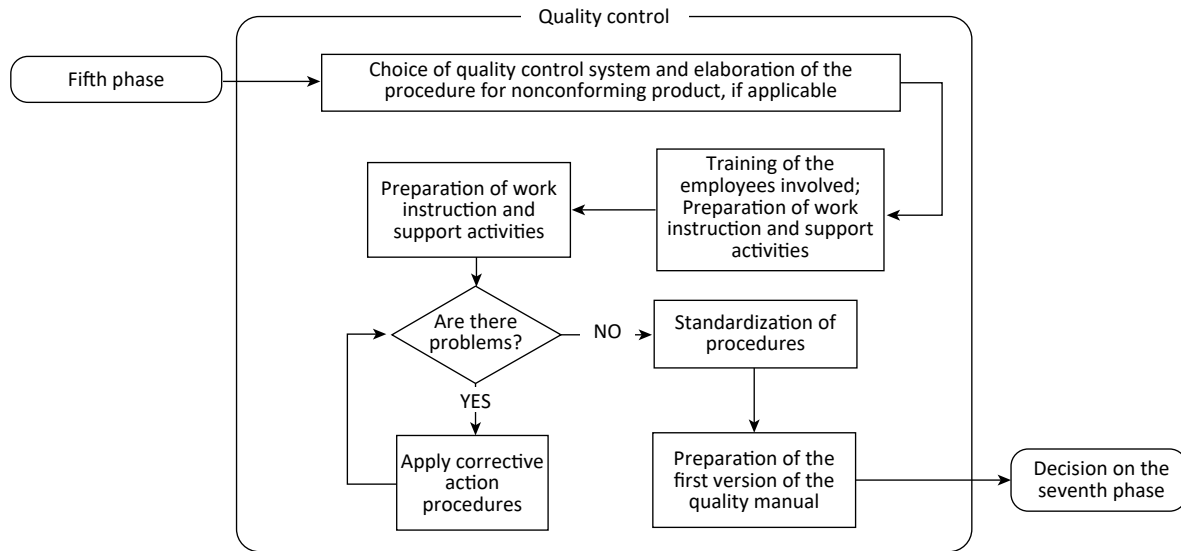 Quality control
Fifth phase
Choice of quality control system and elaboration of the
procedure for nonconforming product, if applicable
Training of the
employees involved;
Preparation of work
instruction and support
activities
Preparation of work
instruction and
support activities
Are there
problems?
NO
Standardization of
procedures
YES
Apply corrective
action
procedures
Preparation of the
first version of the
quality manual
Decision on the
seventh phase